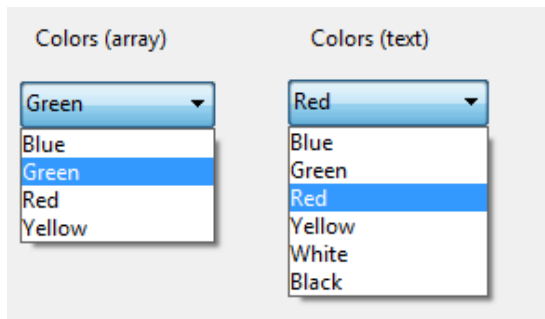 Colors (array)
Colors (text)
Green
Blue
Green
Red
Yellow
Red
Blue
Green
Red
Yellow
White
Black